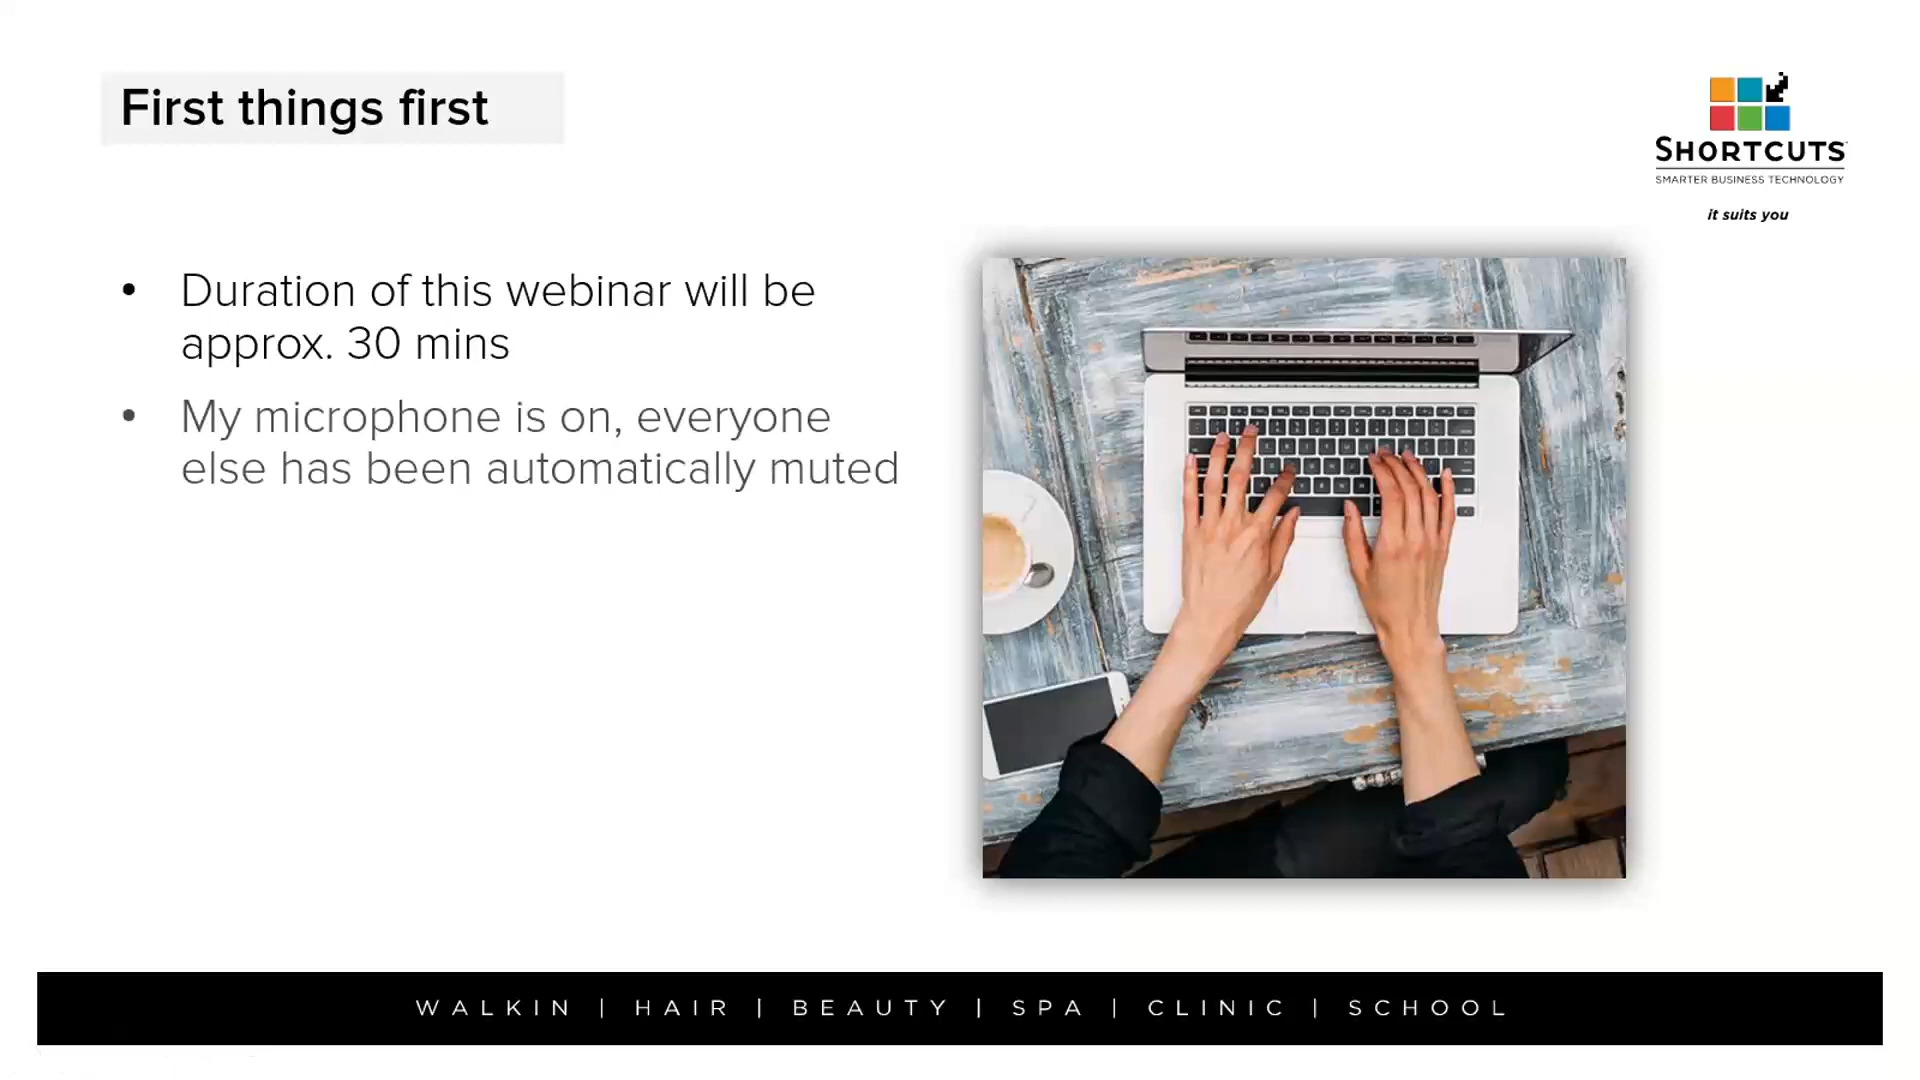 First things first
SHORTCUTS
SMARTER BUSINESS TECHNOLOGY
it suits you
• Duration of this webinar will be
approx. 30 mins
• My microphone is on, everyone
else has been automatically muted
WALKIN | HAIR | BEAUTY | SPA | CLINIC | SCHOOL